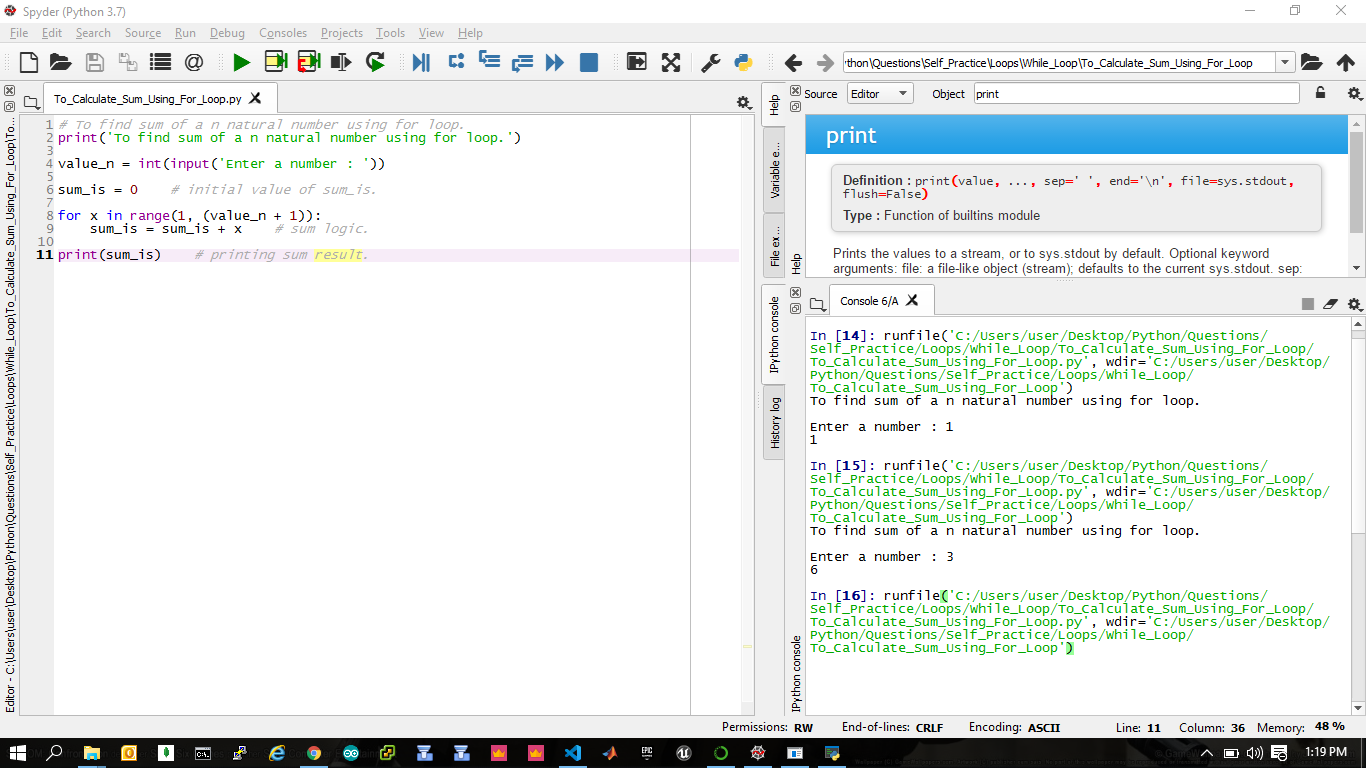 Spyder (Python 3.7)
File Edit Search Source Run Debug Consoles Projects Tools View Help
ython\Questions\Self_Practice\Loops\While_Loop\To_Calculate_Sum_Using_For_Loop
To_Calculate_Sum_Using_For_Loop.py
Editor - C:\Users\user\Desktop\Python\Questions\Self_Practice\Loops\While_Loop\To_Calculate_Sum_Using_For_Loop\To...
1 # To find sum of a n natural number using for loop.
2 print('To find sum of a n natural number using for loop.')
3
4 value_n = int(input('Enter a number : '))
5
6 sum_is = 0    # initial value of sum_is.
7
8 for x in range(1, (value_n + 1)):
9     sum_is = sum_is + x    # sum logic.
10
11 print(sum_is)    # printing sum result.
Help
Variable e...
File ex...
IPython console
History log
Help
Source Editor Object print
print
Definition : print(value, ..., sep=' ', end='\n', file=sys.stdout,
flush=False)
Type : Function of builtins module
Prints the values to a stream, or to sys.stdout by default. Optional keyword
arguments: file: a file-like object (stream); defaults to the current sys.stdout. sep:
IPython console
Console 6/A
In [14]: runfile('C:/Users/user/Desktop/Python/Questions/
Self_Practice/Loops/While_Loop/To_Calculate_Sum_Using_For_Loop/
To_Calculate_Sum_Using_For_Loop.py', wdir='C:/Users/user/Desktop/
Python/Questions/Self_Practice/Loops/While_Loop/
To_Calculate_Sum_Using_For_Loop')
To find sum of a n natural number using for loop.
Enter a number : 1
1
In [15]: runfile('C:/Users/user/Desktop/Python/Questions/
Self_Practice/Loops/While_Loop/To_Calculate_Sum_Using_For_Loop/
To_Calculate_Sum_Using_For_Loop.py', wdir='C:/Users/user/Desktop/
Python/Questions/Self_Practice/Loops/While_Loop/
To_Calculate_Sum_Using_For_Loop')
To find sum of a n natural number using for loop.
Enter a number : 3
6
In [16]: runfile('C:/Users/user/Desktop/Python/Questions/
Self_Practice/Loops/While_Loop/To_Calculate_Sum_Using_For_Loop/
To_Calculate_Sum_Using_For_Loop.py', wdir='C:/Users/user/Desktop/
Python/Questions/Self_Practice/Loops/While_Loop/
To_Calculate_Sum_Using_For_Loop')
Permissions: RW End-of-lines: CRLF Encoding: ASCII Line: 11 Column: 36 Memory: 48 %
EPIC
1:19 PM